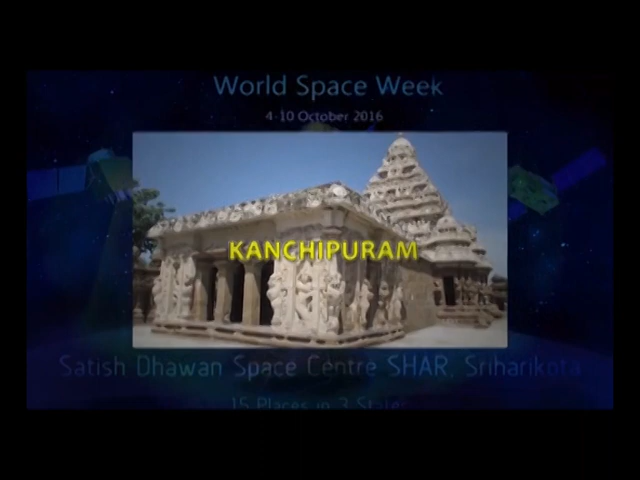 World Space Week
4-10 October 2016
KANCHIPURAM
Satish Dhawan Space Centre SHAR, Sriharikota
15 Places in 3 States